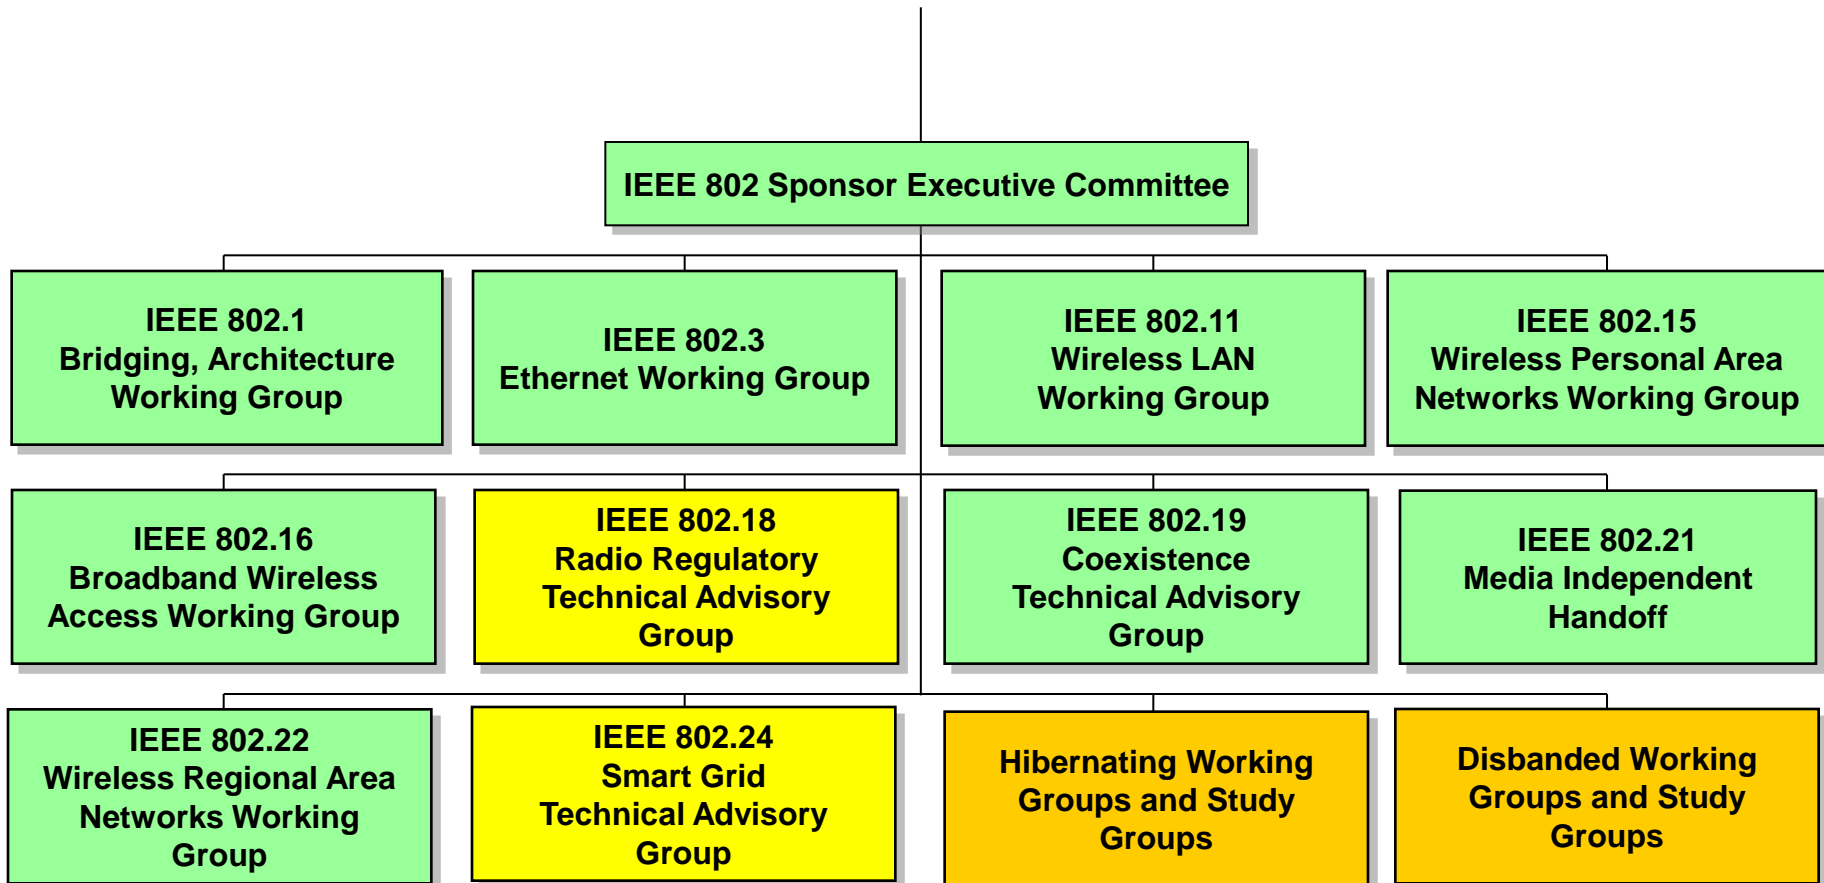 IEEE 802 Sponsor Executive Committee
IEEE 802.1
Bridging, Architecture
Working Group
IEEE 802.3
Ethernet Working Group
IEEE 802.11
Wireless LAN
Working Group
IEEE 802.15
Wireless Personal Area
Networks Working Group
IEEE 802.16
Broadband Wireless
Access Working Group
IEEE 802.18
Radio Regulatory
Technical Advisory
Group
IEEE 802.19
Coexistence
Technical Advisory
Group
IEEE 802.21
Media Independent
Handoff
IEEE 802.22
Wireless Regional Area
Networks Working
Group
IEEE 802.24
Smart Grid
Technical Advisory
Group
Hibernating Working
Groups and Study
Groups
Disbanded Working
Groups and Study
Groups